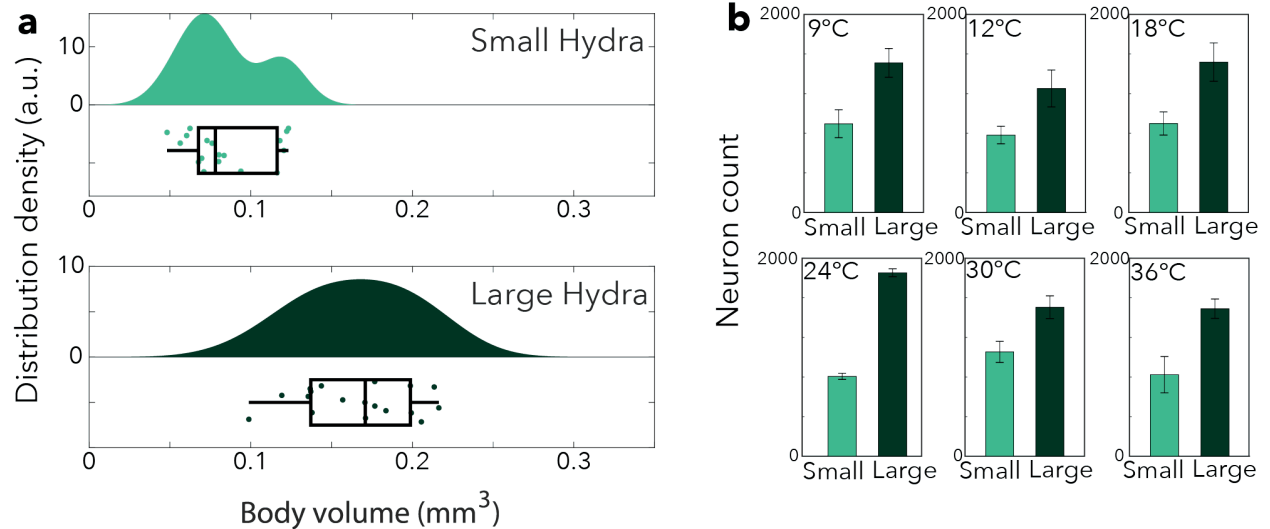 a
Distribution density (a.u.)
10
0
Small Hydra
0 0.1 0.2 0.3
10
0
Large Hydra
0 0.1 0.2 0.3
Body volume (mm³)
b
Neuron count
2000 9°C 0 Small Large
2000 12°C 0 Small Large
2000 18°C 0 Small Large
2000 24°C 0 Small Large
2000 30°C 0 Small Large
2000 36°C 0 Small Large